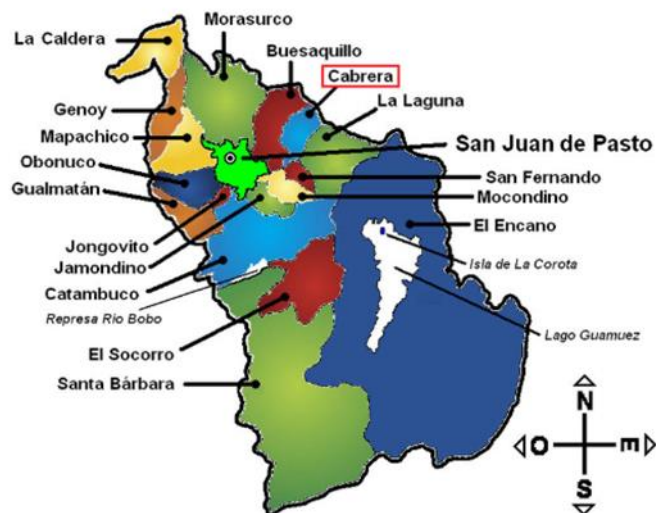 Morasurco
La Caldera
Buesaquillo
Cabrera
La Laguna
Genoy
Mapachico
San Juan de Pasto
Obonuco
San Fernando
Gualmatán
Mocondino
El Encano
Jongovito
Isla de La Corota
Jamondino
Catambuco
Represa Rio Bobo
Lago Guamuez
El Socorro
Santa Bárbara
N
O
E
S